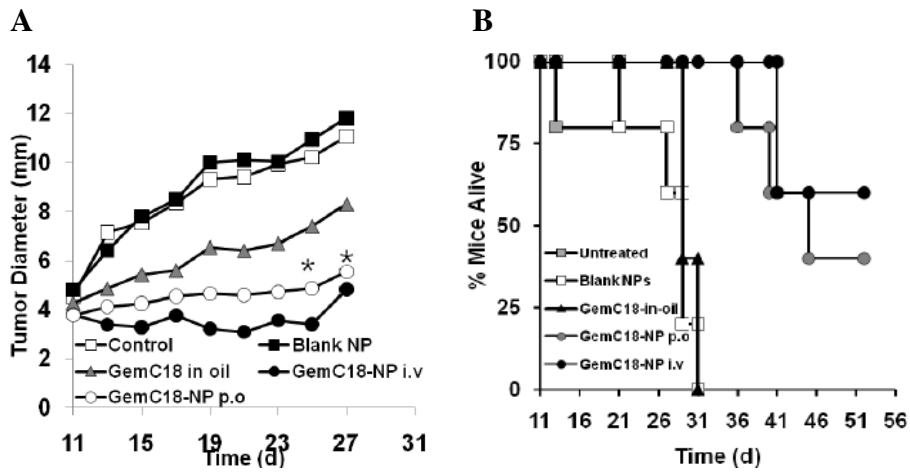 A
Tumor Diameter (mm)
14
12
10
8
6
4
2
0
*
*
Control
Blank NP
GemC18 in oil
GemC18-NP i.v
GemC18-NP p.o
11 15 19 23 27 31
Time (d)
B
% Mice Alive
100
75
50
25
0
Untreated
Blank NPs
GemC18-in-oil
GemC18-NP p.o
GemC18-NP i.v
11 16 21 26 31 36 41 46 51 56
Time (d)